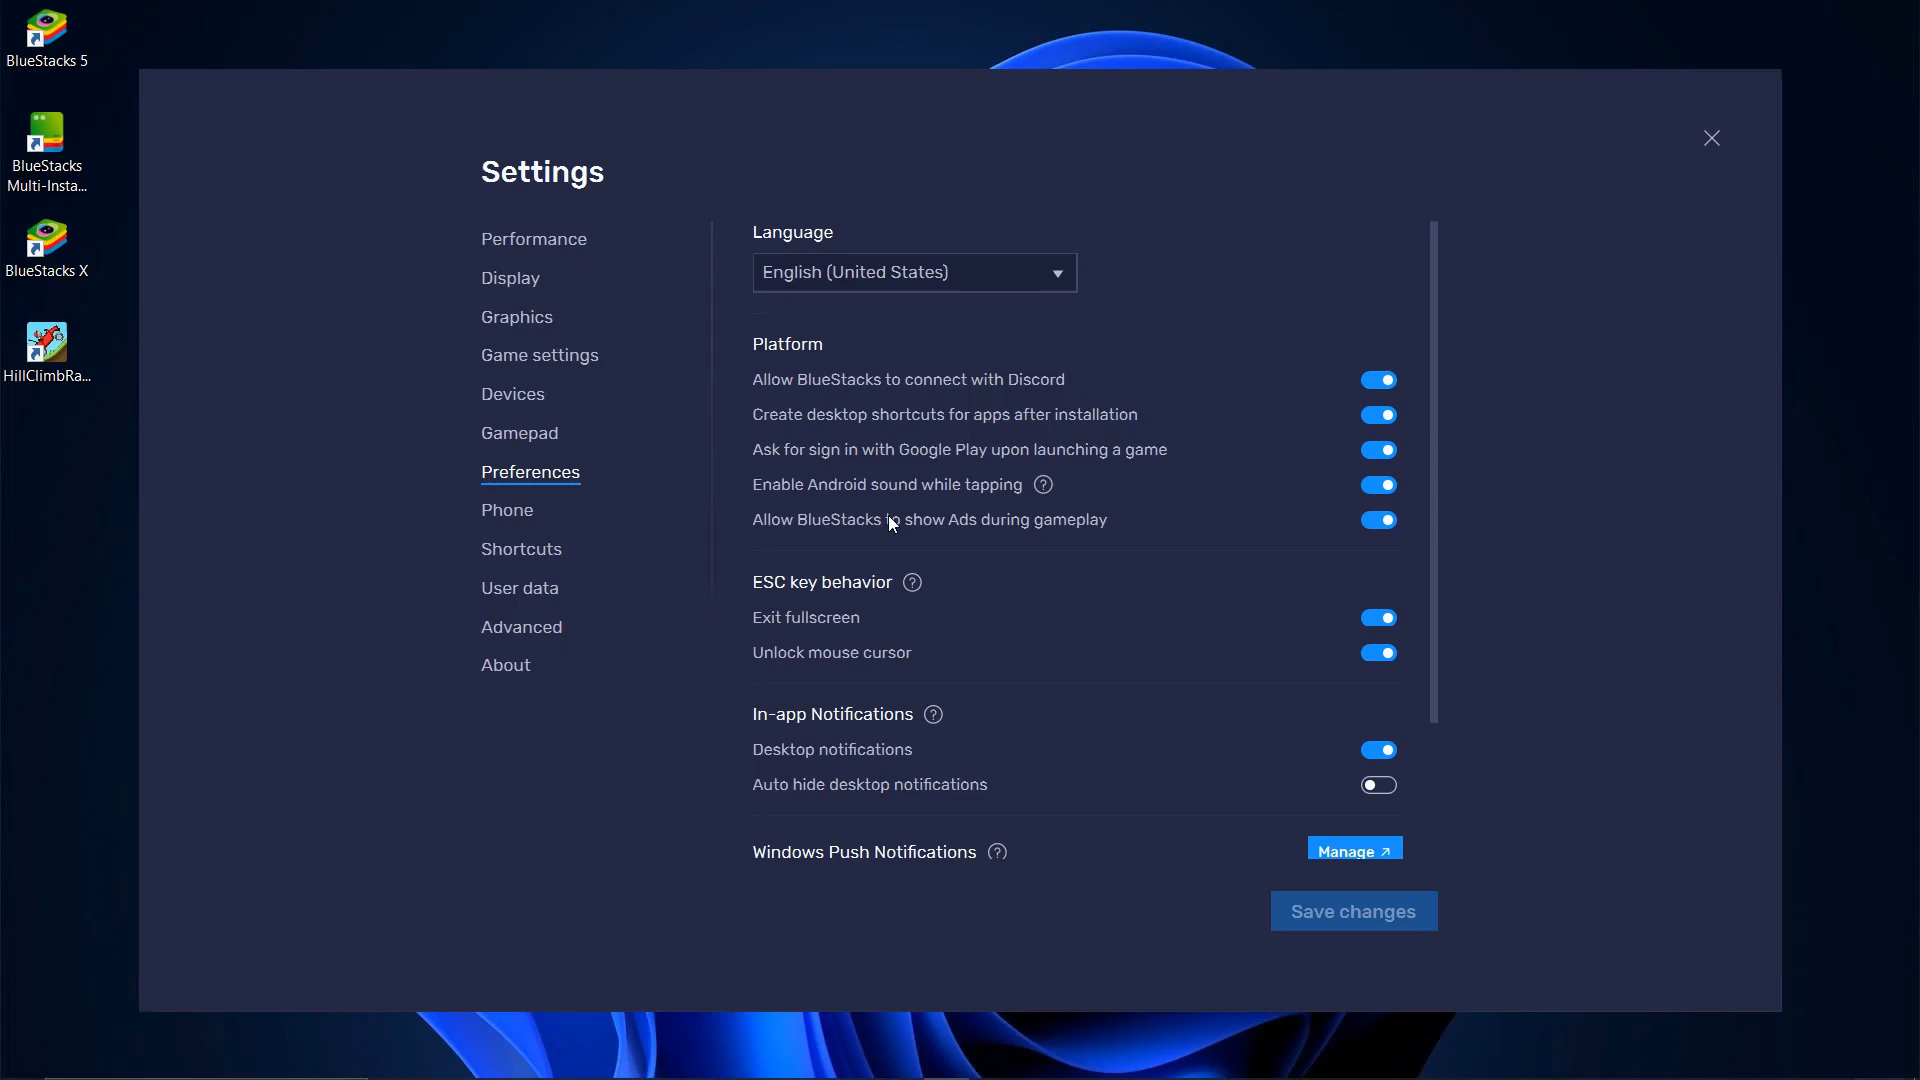 BlueStacks 5
BlueStacks
Multi-Insta...
BlueStacks X
HillClimbRa...
Settings
Performance
Display
Graphics
Game settings
Devices
Gamepad
Preferences
Phone
Shortcuts
User data
Advanced
About
Language
English (United States)
Platform
Allow BlueStacks to connect with Discord
Create desktop shortcuts for apps after installation
Ask for sign in with Google Play upon launching a game
Enable Android sound while tapping ?
Allow BlueStacks to show Ads during gameplay
ESC key behavior ?
Exit fullscreen
Unlock mouse cursor
In-app Notifications ?
Desktop notifications
Auto hide desktop notifications
Windows Push Notifications ?
Manage
Save changes